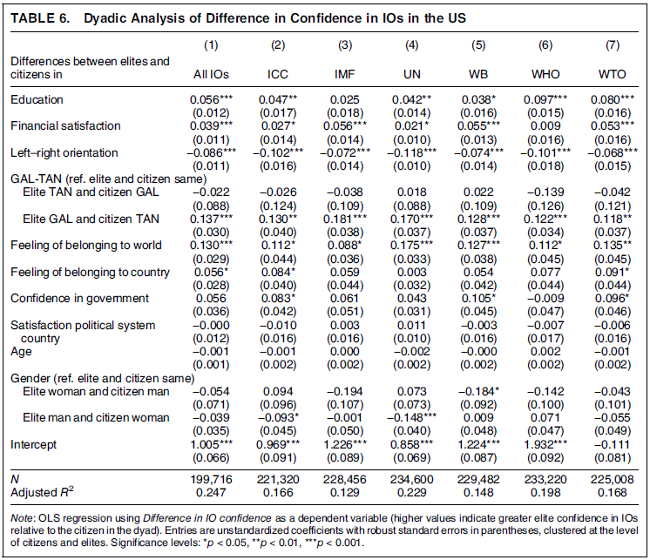 TABLE 6. Dyadic Analysis of Difference in Confidence in IOs in the US
(1) (2) (3) (4) (5) (6) (7)
Differences between elites and
citizens in All IOs ICC IMF UN WB WHO WTO
Education 0.056*** 0.047** 0.025 0.042** 0.038* 0.097*** 0.080***
(0.012) (0.017) (0.018) (0.014) (0.016) (0.015) (0.016)
Financial satisfaction 0.039*** 0.027* 0.056*** 0.021* 0.055*** 0.009 0.053***
(0.011) (0.014) (0.014) (0.010) (0.013) (0.016) (0.016)
Left–right orientation −0.086*** −0.102*** −0.072*** −0.118*** −0.074*** −0.101*** −0.068***
(0.011) (0.016) (0.014) (0.010) (0.014) (0.018) (0.015)
GAL-TAN (ref. elite and citizen same)
Elite TAN and citizen GAL −0.022 −0.026 −0.038 0.018 0.022 −0.139 −0.042
(0.088) (0.124) (0.109) (0.088) (0.109) (0.126) (0.121)
Elite GAL and citizen TAN 0.137*** 0.130** 0.181*** 0.170*** 0.128*** 0.122*** 0.118**
(0.030) (0.040) (0.038) (0.037) (0.037) (0.034) (0.037)
Feeling of belonging to world 0.130*** 0.112* 0.088* 0.175*** 0.127*** 0.112* 0.135**
(0.029) (0.044) (0.036) (0.033) (0.038) (0.045) (0.045)
Feeling of belonging to country 0.056* 0.084* 0.059 0.003 0.054 0.077 0.091*
(0.028) (0.040) (0.044) (0.032) (0.042) (0.044) (0.044)
Confidence in government 0.056 0.083* 0.061 0.043 0.105* −0.009 0.096*
(0.036) (0.042) (0.051) (0.031) (0.045) (0.047) (0.046)
Satisfaction political system −0.000 −0.010 0.003 0.011 −0.003 −0.007 −0.006
country (0.012) (0.016) (0.016) (0.010) (0.016) (0.017) (0.016)
Age −0.001 −0.001 0.000 −0.002 −0.000 0.002 −0.001
(0.001) (0.002) (0.002) (0.002) (0.002) (0.002) (0.002)
Gender (ref. elite and citizen same)
Elite woman and citizen man −0.054 0.094 −0.194 0.073 −0.184* −0.142 −0.043
(0.071) (0.096) (0.107) (0.073) (0.092) (0.100) (0.101)
Elite man and citizen woman −0.039 −0.093* −0.001 −0.148*** 0.009 0.071 −0.055
(0.035) (0.045) (0.050) (0.040) (0.048) (0.047) (0.049)
Intercept 1.005*** 0.969*** 1.226*** 0.858*** 1.224*** 1.932*** −0.111
(0.066) (0.091) (0.089) (0.069) (0.092) (0.092) (0.081)
N 199,716 221,320 228,456 234,600 229,482 233,220 225,008
Adjusted R² 0.247 0.166 0.129 0.229 0.148 0.198 0.168
Note: OLS regression using Difference in IO confidence as a dependent variable (higher values indicate greater elite confidence in IOs
relative to the citizen in the dyad). Entries are unstandardized coefficients with robust standard errors in parentheses, clustered at the level
of citizens and elites. Significance levels: *p < 0.05, **p < 0.01, ***p < 0.001.